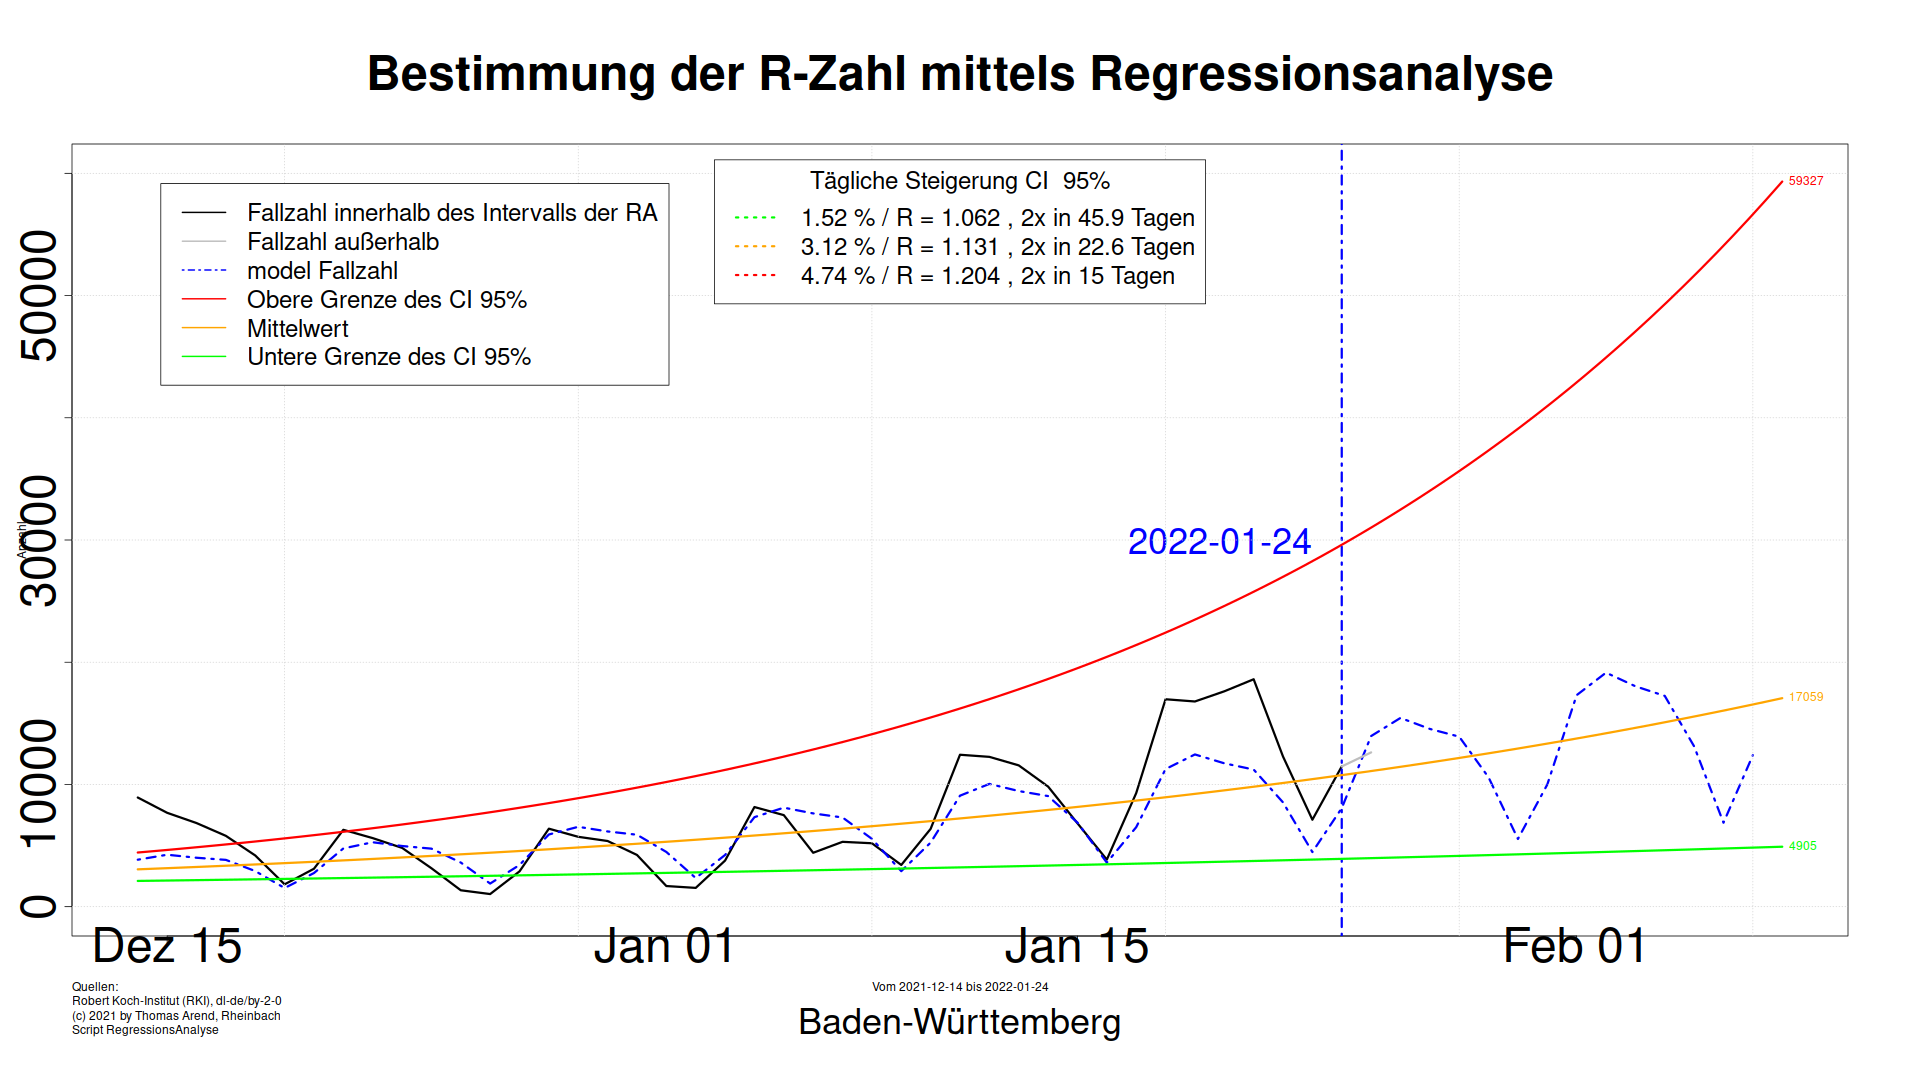 Bestimmung der R-Zahl mittels Regressionsanalyse
Fallzahl innerhalb des Intervalls der RA
Fallzahl außerhalb
model Fallzahl
Obere Grenze des CI 95%
Mittelwert
Untere Grenze des CI 95%
Tägliche Steigerung CI  95%
1.52 % / R = 1.062 , 2x in 45.9 Tagen
3.12 % / R = 1.131 , 2x in 22.6 Tagen
4.74 % / R = 1.204 , 2x in 15 Tagen
59327
50000
2022-01-24
30000
Anzahl
17059
10000
4905
0
Dez 15
Jan 01
Jan 15
Feb 01
Quellen:
Robert Koch-Institut (RKI), dl-de/by-2-0
(c) 2021 by Thomas Arend, Rheinbach
Script RegressionsAnalyse
Vom 2021-12-14 bis 2022-01-24
Baden-Württemberg